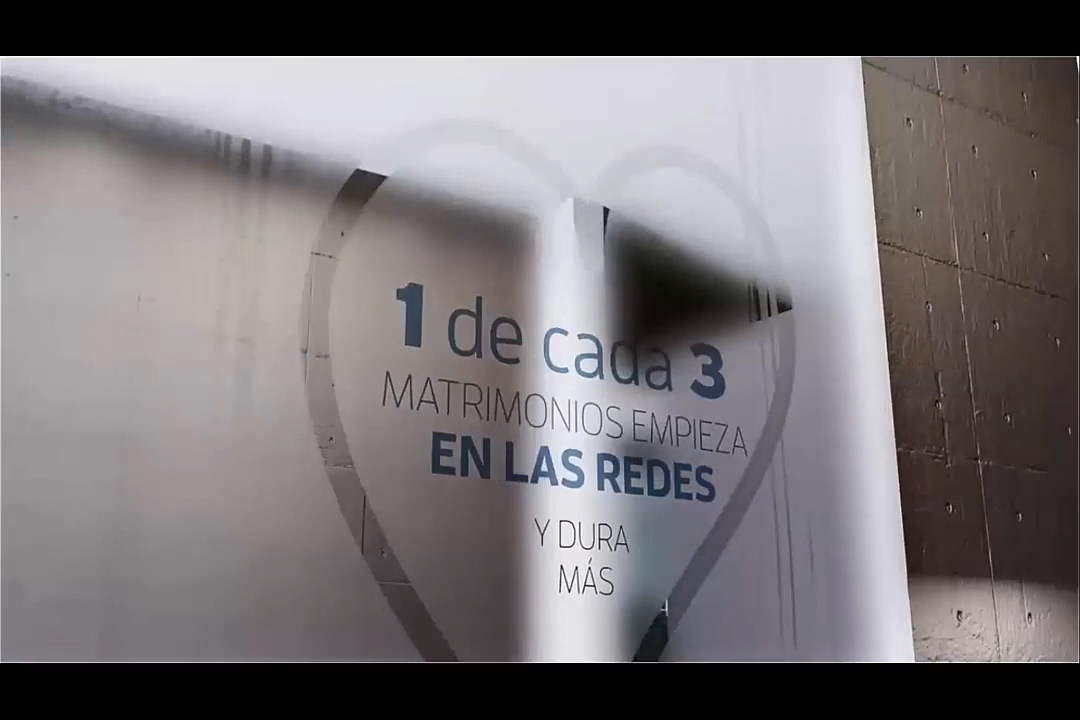 1 de cada 3
MATRIMONIOS EMPIEZA
EN LAS REDES
Y DURA
MÁS